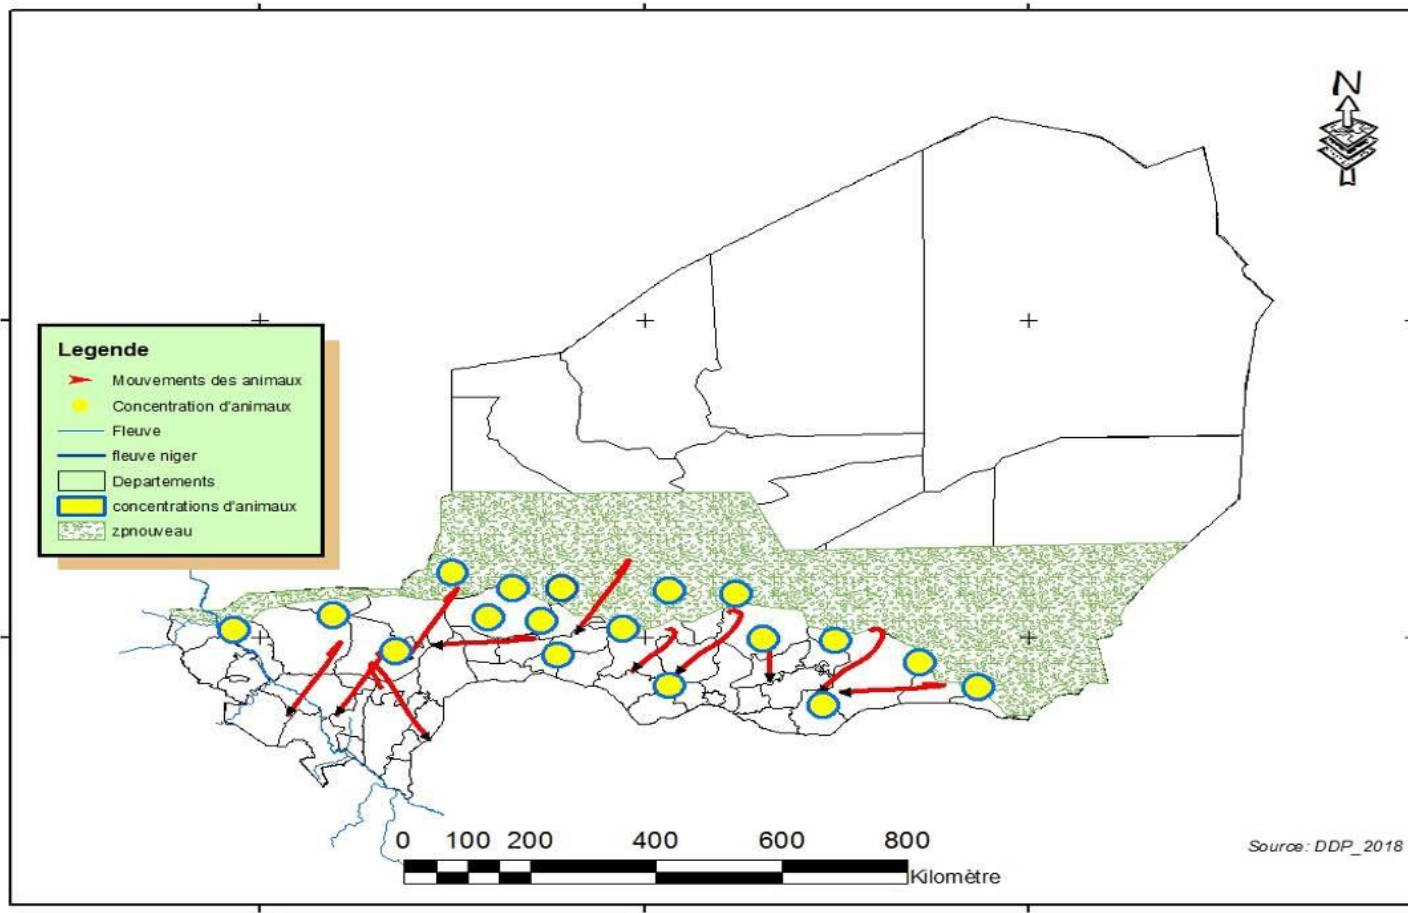 N
Legende
Mouvements des animaux
Concentration d'animaux
Fleuve
fleuve niger
Departements
concentrations d'animaux
zpnouveau
0 100 200 400 600 800
Kilomètre
Source: DDP_2018